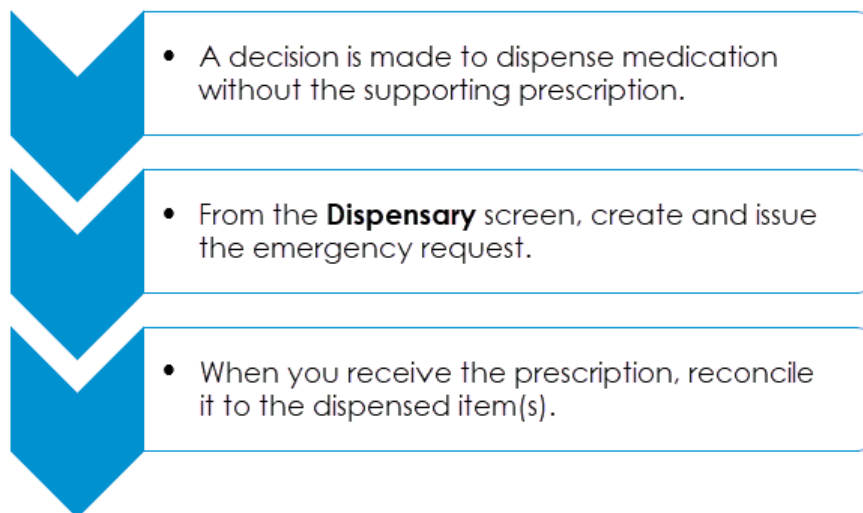 • A decision is made to dispense medication
without the supporting prescription.
• From the Dispensary screen, create and issue
the emergency request.
• When you receive the prescription, reconcile
it to the dispensed item(s).